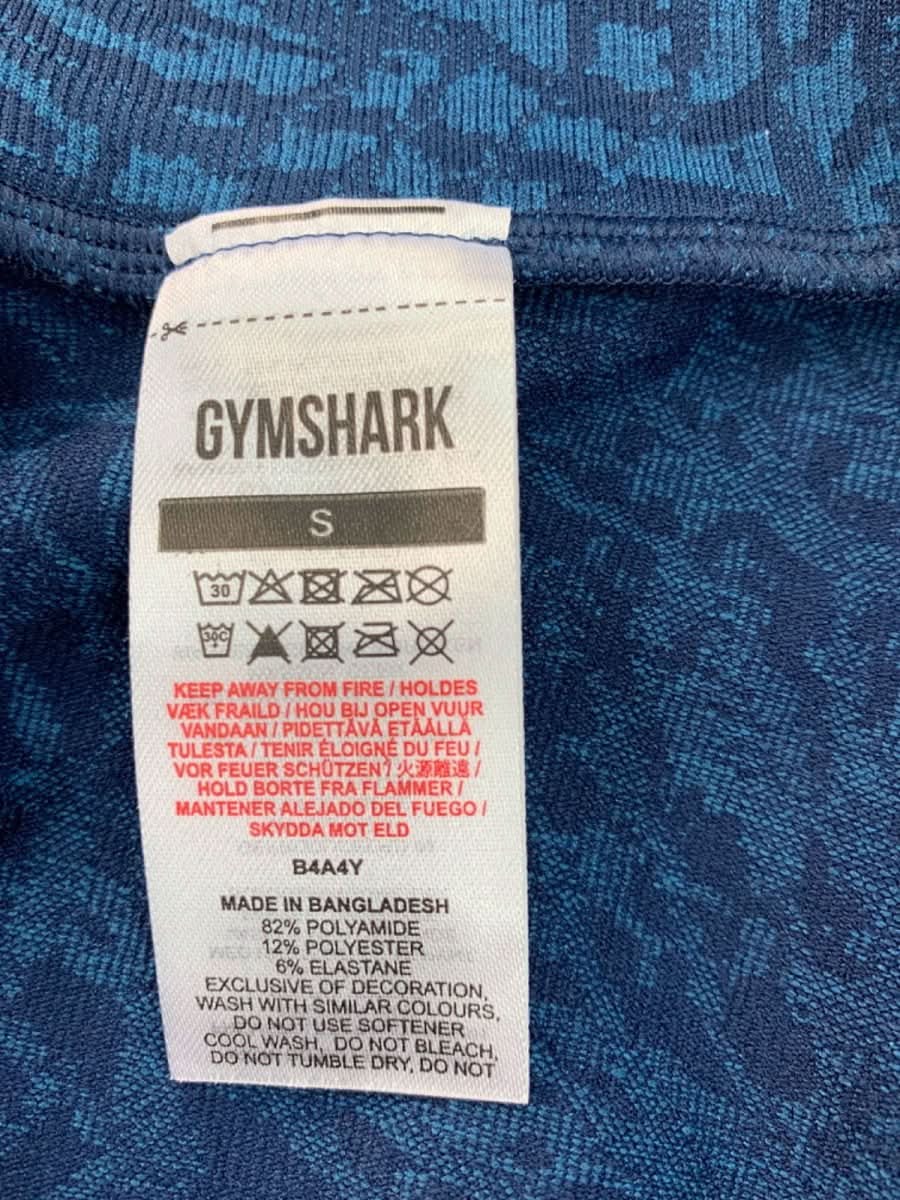 GYMSHARK
S
30
30C
KEEP AWAY FROM FIRE / HOLDES
VÆK FRAILD / HOU BIJ OPEN VUUR
VANDAAN / PIDETTÄVÄ ETÄÄLLÄ
TULESTA / TENIR ÉLOIGNÉ DU FEU /
VOR FEUER SCHÜTZEN / 火源離遠 /
HOLD BORTE FRA FLAMMER /
MANTENER ALEJADO DEL FUEGO /
SKYDDA MOT ELD
B4A4Y
MADE IN BANGLADESH
82% POLYAMIDE
12% POLYESTER
6% ELASTANE
EXCLUSIVE OF DECORATION,
WASH WITH SIMILAR COLOURS,
DO NOT USE SOFTENER
COOL WASH, DO NOT BLEACH,
DO NOT TUMBLE DRY, DO NOT